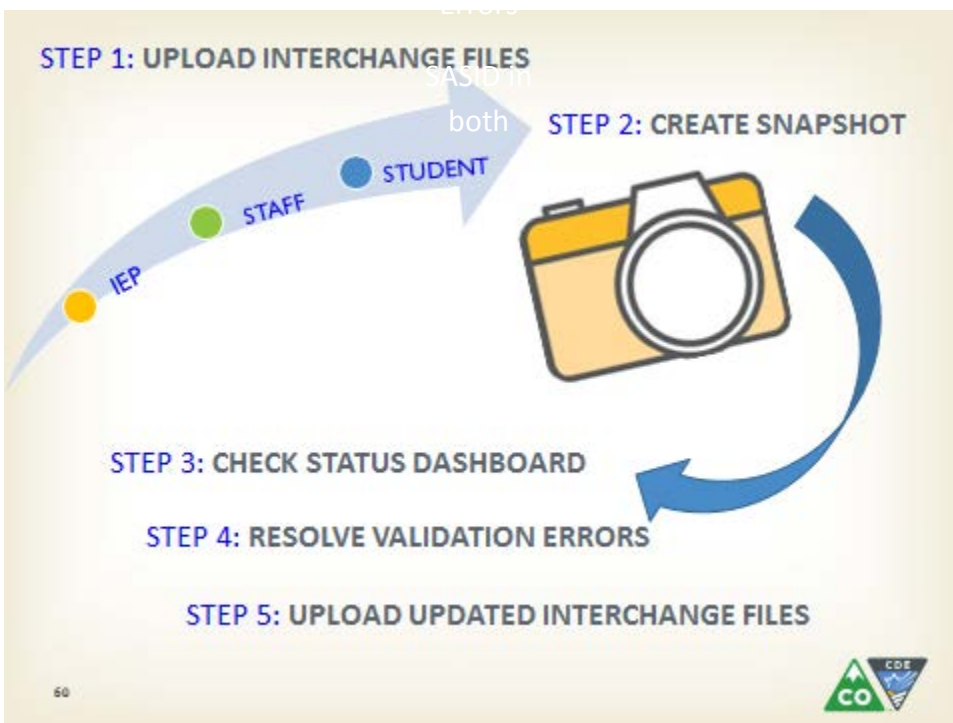 Errors
STEP 1: UPLOAD INTERCHANGE FILES
SASID in
both
STEP 2: CREATE SNAPSHOT
STUDENT
STAFF
IEP
STEP 3: CHECK STATUS DASHBOARD
STEP 4: RESOLVE VALIDATION ERRORS
STEP 5: UPLOAD UPDATED INTERCHANGE FILES
60
CO
CDE